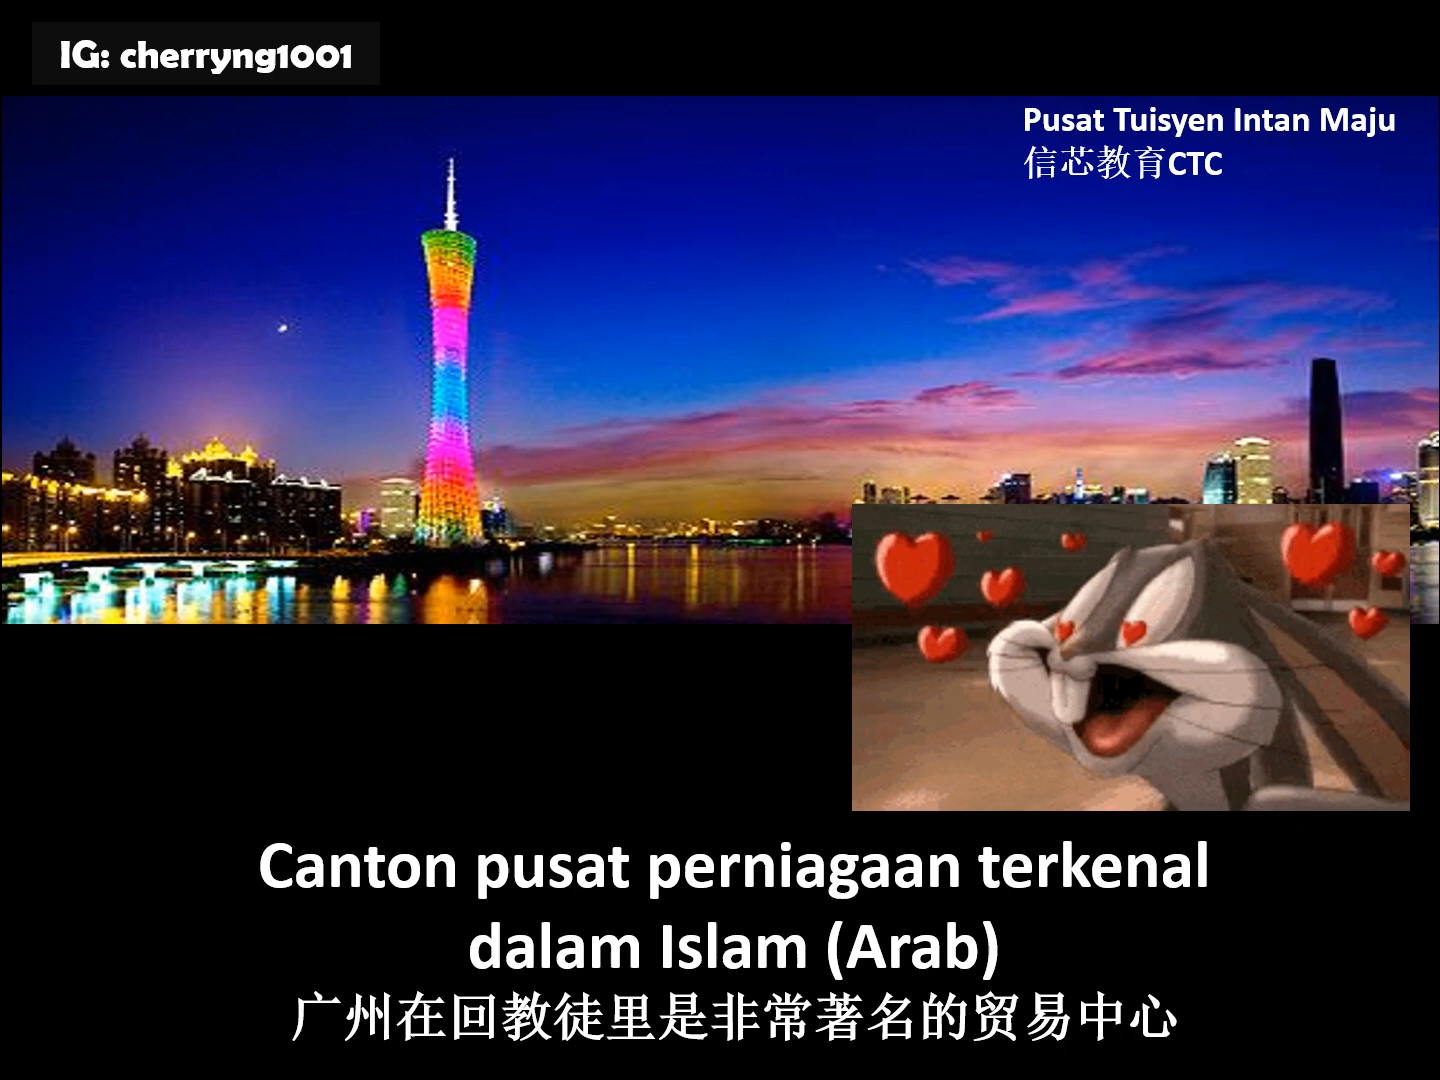 IG: cherryng1001
Pusat Tuisyen Intan Maju
信芯教育CTC
Canton pusat perniagaan terkenal
dalam Islam (Arab)
广州在回教徒里是非常著名的贸易中心